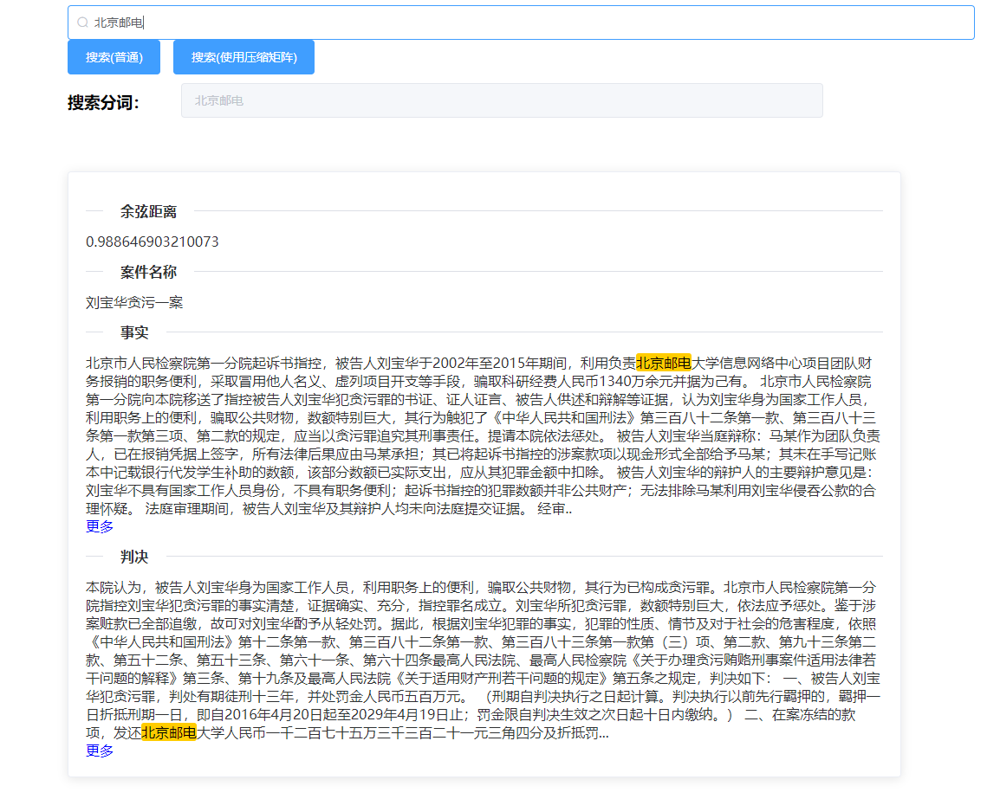 北京邮电
搜索(普通)
搜索(使用压缩矩阵)
搜索分词：
北京邮电
余弦距离
0.988646903210073
案件名称
刘宝华贪污一案
事实
北京市人民检察院第一分院起诉书指控，被告人刘宝华于2002年至2015年期间，利用负责北京邮电大学信息网络中心项目团队财
务报销的职务便利，采取冒用他人名义、虚列项目开支等手段，骗取科研经费人民币1340万余元并据为己有。 北京市人民检察院
第一分院向本院移送了指控被告人刘宝华犯贪污罪的书证、证人证言、被告人供述和辩解等证据，认为刘宝华身为国家工作人员，
利用职务上的便利，骗取公共财物，数额特别巨大，其行为触犯了《中华人民共和国刑法》第三百八十二条第一款、第三百八十三
条第一款第三项、第二款的规定，应当以贪污罪追究其刑事责任。提请本院依法惩处。 被告人刘宝华当庭辩称：马某作为团队负责
人，已在报销凭据上签字，所有法律后果应由马某承担；其已将起诉书指控的涉案款项以现金形式全部给予马某；其未在手写记账
本中记载银行代发学生补助的数额，该部分数额已实际支出，应从其犯罪金额中扣除。 被告人刘宝华的辩护人的主要辩护意见是：
刘宝华不具有国家工作人员身份，不具有职务便利；起诉书指控的犯罪数额并非公共财产；无法排除马某利用刘宝华侵吞公款的合
理怀疑。 法庭审理期间，被告人刘宝华及其辩护人均未向法庭提交证据。 经审..
更多
判决
本院认为，被告人刘宝华身为国家工作人员，利用职务上的便利，骗取公共财物，其行为已构成贪污罪。北京市人民检察院第一分
院指控刘宝华犯贪污罪的事实清楚，证据确实、充分，指控罪名成立。刘宝华所犯贪污罪，数额特别巨大，依法应予惩处。鉴于涉
案赃款已全部追缴，故可对刘宝华酌予从轻处罚。据此，根据刘宝华犯罪的事实，犯罪的性质、情节及对于社会的危害程度，依照
《中华人民共和国刑法》第十二条第一款、第三百八十二条第一款、第三百八十三条第一款第（三）项、第二款、第九十三条第二
款、第五十二条、第五十三条、第六十一条、第六十四条最高人民法院、最高人民检察院《关于办理贪污贿赂刑事案件适用法律若
干问题的解释》第三条、第十九条及最高人民法院《关于适用财产刑若干问题的规定》第五条之规定，判决如下： 一、被告人刘宝
华犯贪污罪，判处有期徒刑十三年，并处罚金人民币五百万元。 （刑期自判决执行之日起计算。判决执行以前先行羁押的，羁押一
日折抵刑期一日，即自2016年4月20日起至2029年4月19日止；罚金限自判决生效之次日起十日内缴纳。） 二、在案冻结的款
项，发还北京邮电大学人民币一千二百七十五万三千三百二十一元三角四分及折抵罚...
更多